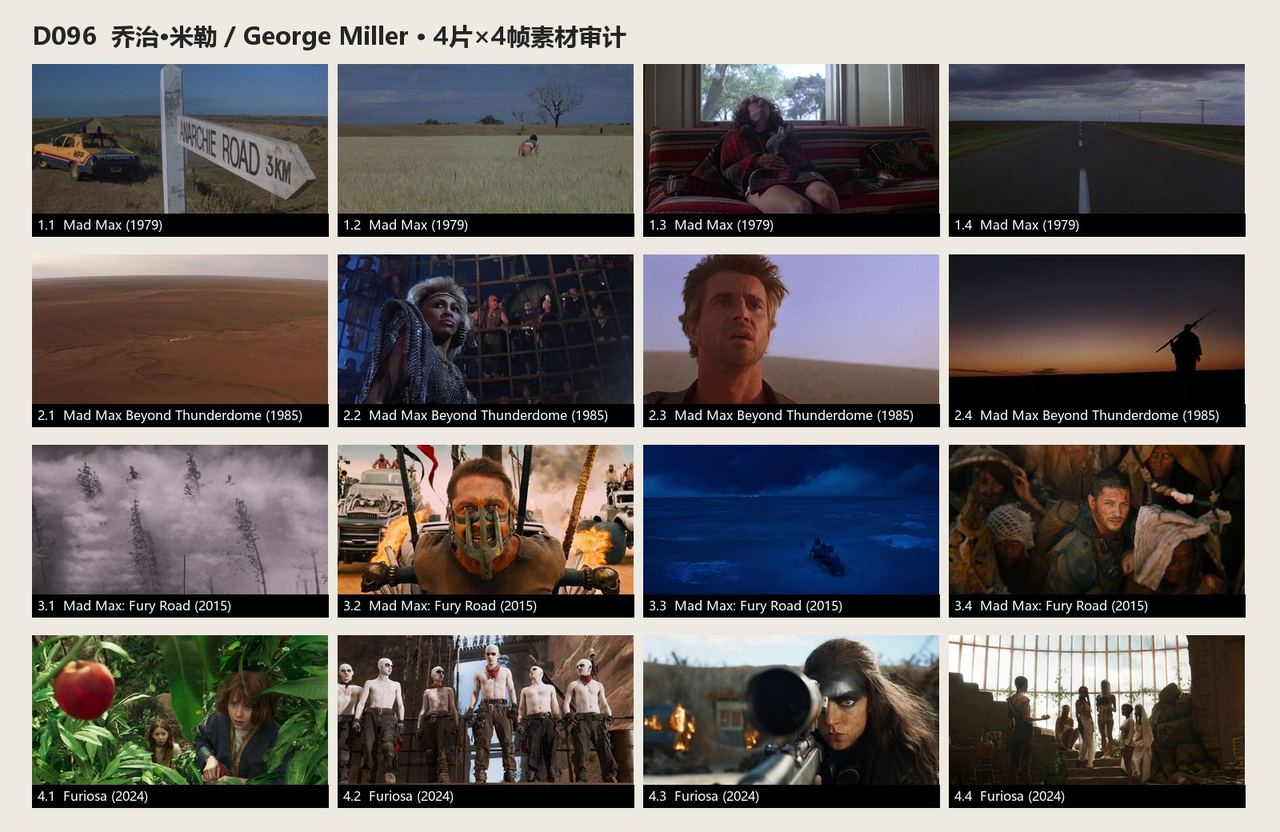 D096 乔治•米勒 / George Miller • 4片×4帧素材审计
ANARCHIE ROAD 3KM
1.1 Mad Max (1979)
1.2 Mad Max (1979)
1.3 Mad Max (1979)
1.4 Mad Max (1979)
2.1 Mad Max Beyond Thunderdome (1985)
2.2 Mad Max Beyond Thunderdome (1985)
2.3 Mad Max Beyond Thunderdome (1985)
2.4 Mad Max Beyond Thunderdome (1985)
3.1 Mad Max: Fury Road (2015)
3.2 Mad Max: Fury Road (2015)
3.3 Mad Max: Fury Road (2015)
3.4 Mad Max: Fury Road (2015)
4.1 Furiosa (2024)
4.2 Furiosa (2024)
4.3 Furiosa (2024)
4.4 Furiosa (2024)